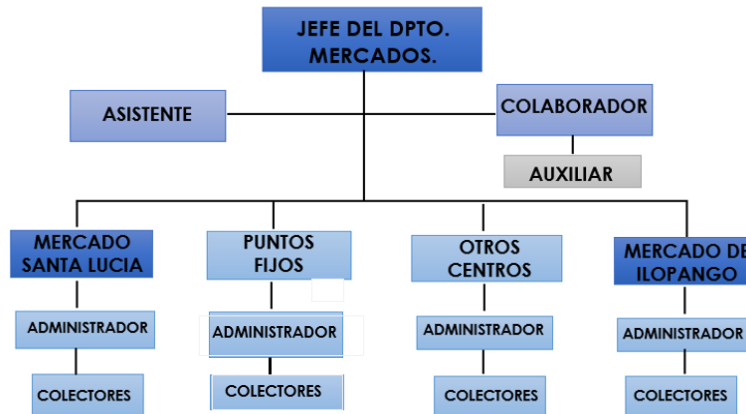 JEFE DEL DPTO.
MERCADOS.
ASISTENTE
COLABORADOR
AUXILIAR
MERCADO
SANTA LUCIA
PUNTOS
FIJOS
OTROS
CENTROS
MERCADO DE
ILOPANGO
ADMINISTRADOR
ADMINISTRADOR
ADMINISTRADOR
ADMINISTRADOR
COLECTORES
COLECTORES
COLECTORES
COLECTORES